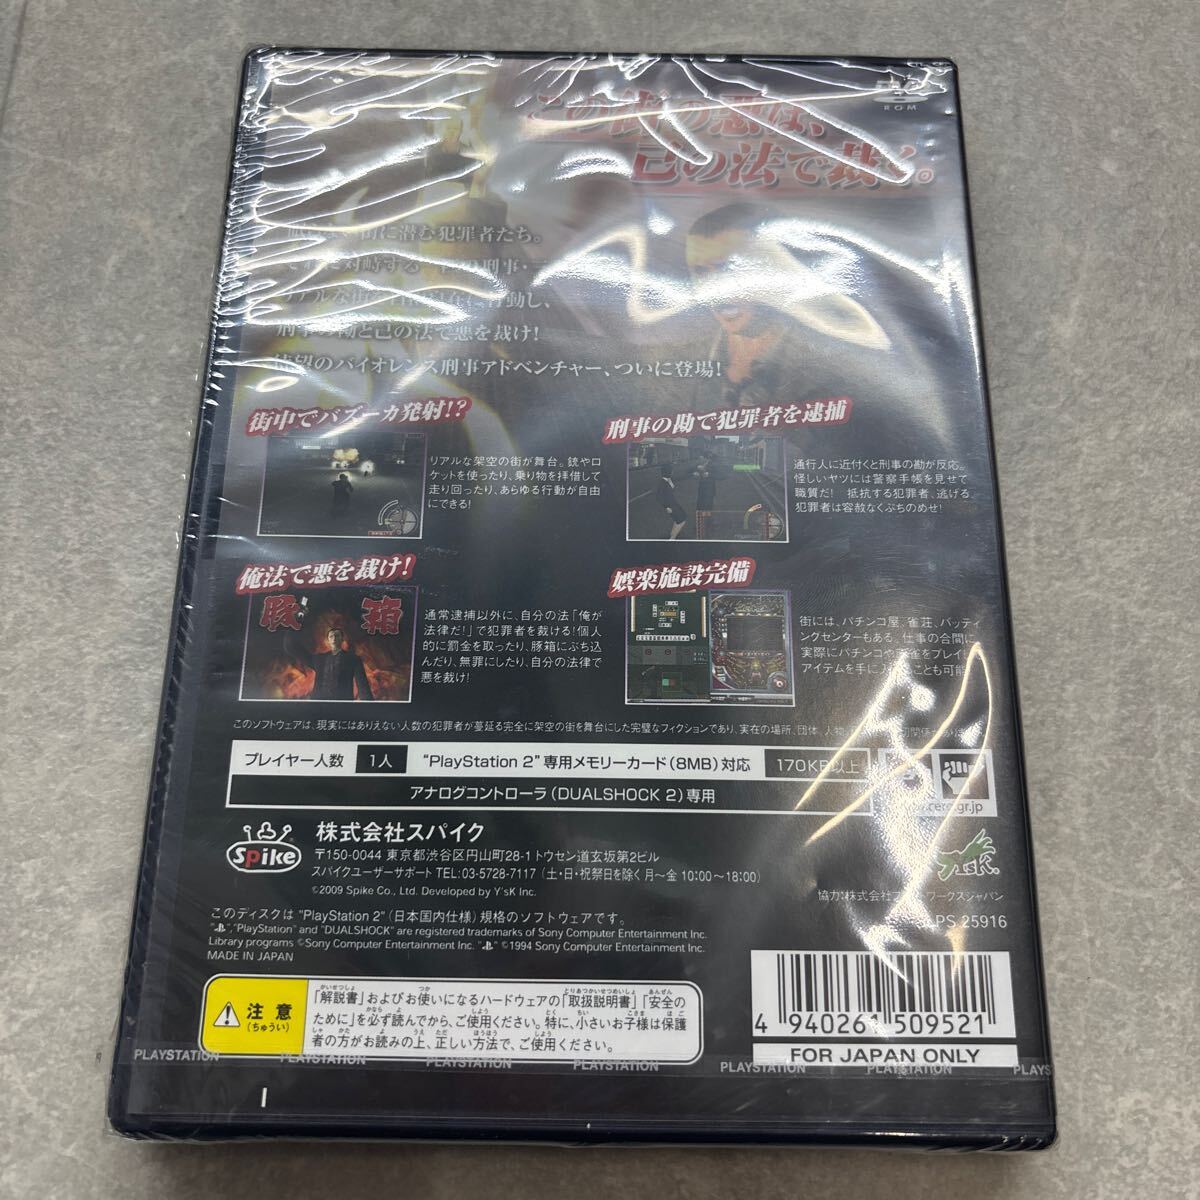 ROM
この街の悪は、
己の法で裁く。
に潜む犯罪者たち。
対峙する
刑事・
動し、
刑事の勘と己の法で悪を裁け!
待望のバイオレンス刑事アドベンチャー、ついに登場!
街中でバズーカ発射!?
リアルな架空の街が舞台。銃やロ
ケットを使ったり、乗り物を拝借して
走り回ったり、あらゆる行動が自由
にできる!
刑事の勘で犯罪者を逮捕
通行人に近付くと刑事の勘が反応。
怪しいヤツには警察手帳を見せて
職質だ! 抵抗する犯罪者、逃げる
犯罪者は容赦なくぶちのめせ!
俺法で悪を裁け!
豚箱
通常逮捕以外に、自分の法「俺が
法律だ!」で犯罪者を裁ける!個人
的に罰金を取ったり、豚箱にぶち込
んだり、無罪にしたり、自分の法律で
悪を裁け!
娯楽施設完備
街には、パチンコ屋、雀荘、バッティ
ングセンターもある。仕事の合間に
実際にパチンコや麻雀をプレイし
アイテムを手に入れることも可能
このソフトウェアは、現実にはありえない人数の犯罪者が蔓延る完全に架空の街を舞台にした完璧なフィクションであり、実在の場所、団体、人物
プレイヤー人数 1人 "PlayStation 2"専用メモリーカード(8MB)対応 170KB以上
アナログコントローラ(DUALSHOCK 2)専用
www.cero.gr.jp
Spike
株式会社スパイク
〒150-0044 東京都渋谷区円山町28-1 トウセン道玄坂第2ビル
スパイクユーザーサポート TEL:03-5728-7117 (土・日・祝祭日を除く 月〜金 10:00〜18:00)
©2009 Spike Co., Ltd. Developed by Y'sK Inc.
Y'sK
このディスクは "PlayStation 2" (日本国内仕様) 規格のソフトウェアです。
" ", "PlayStation" and "DUALSHOCK" are registered trademarks of Sony Computer Entertainment Inc.
Library programs ©Sony Computer Entertainment Inc. " " ©1994 Sony Computer Entertainment Inc.
MADE IN JAPAN
PS 25916
注意
(ちゅうい)
「解説書」およびお使いになるハードウェアの「取扱説明書」「安全の
ために」を必ず読んでから、ご使用ください。特に、小さいお子様は保護
者の方がお読みの上、正しい方法で、ご使用ください。
4 940261 509521
FOR JAPAN ONLY
PLAYSTATION PLAYSTATION PLAYSTATION PLAYSTATION PLAYSTATION PLAYSTATION PLAYS